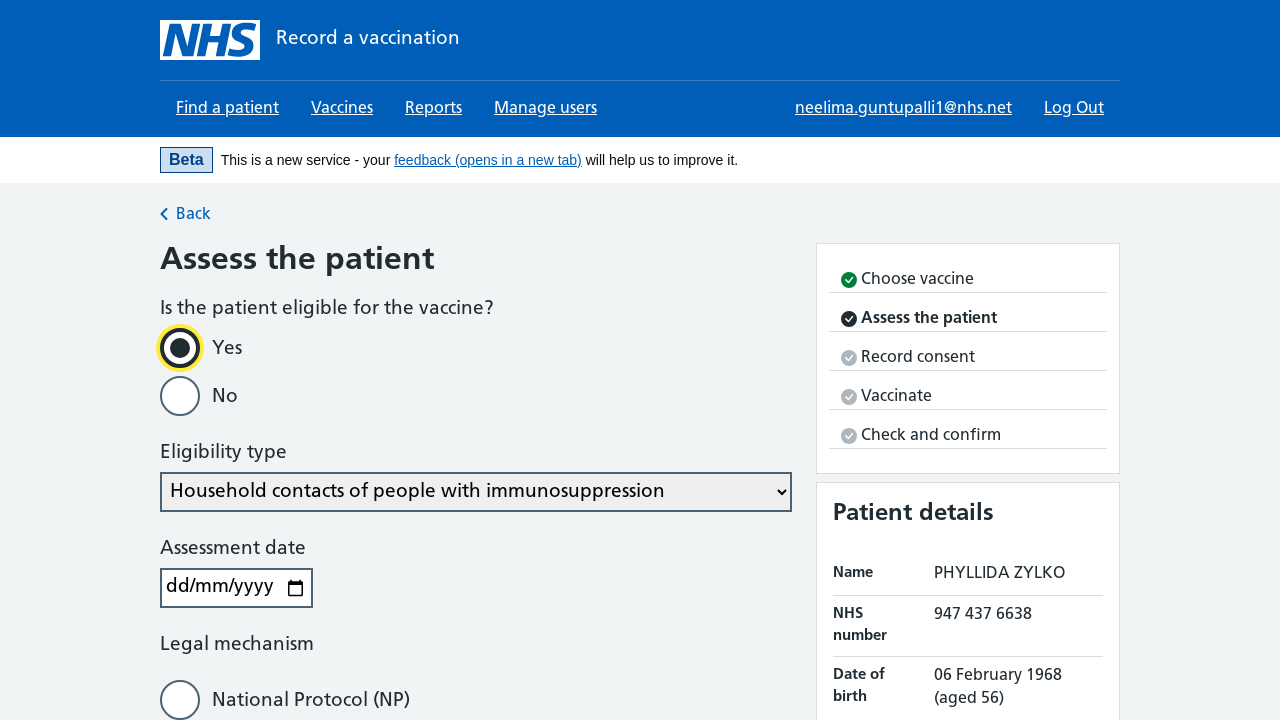 NHS Record a vaccination
Find a patient Vaccines Reports Manage users neelima.guntupalli1@nhs.net Log Out
Beta This is a new service - your feedback (opens in a new tab) will help us to improve it.
Back
Assess the patient
Is the patient eligible for the vaccine?
Yes
No
Eligibility type
Household contacts of people with immunosuppression
Assessment date
dd/mm/yyyy
Legal mechanism
National Protocol (NP)
Choose vaccine
Assess the patient
Record consent
Vaccinate
Check and confirm
Patient details
Name PHYLLIDA ZYLKO
NHS number 947 437 6638
Date of birth 06 February 1968 (aged 56)